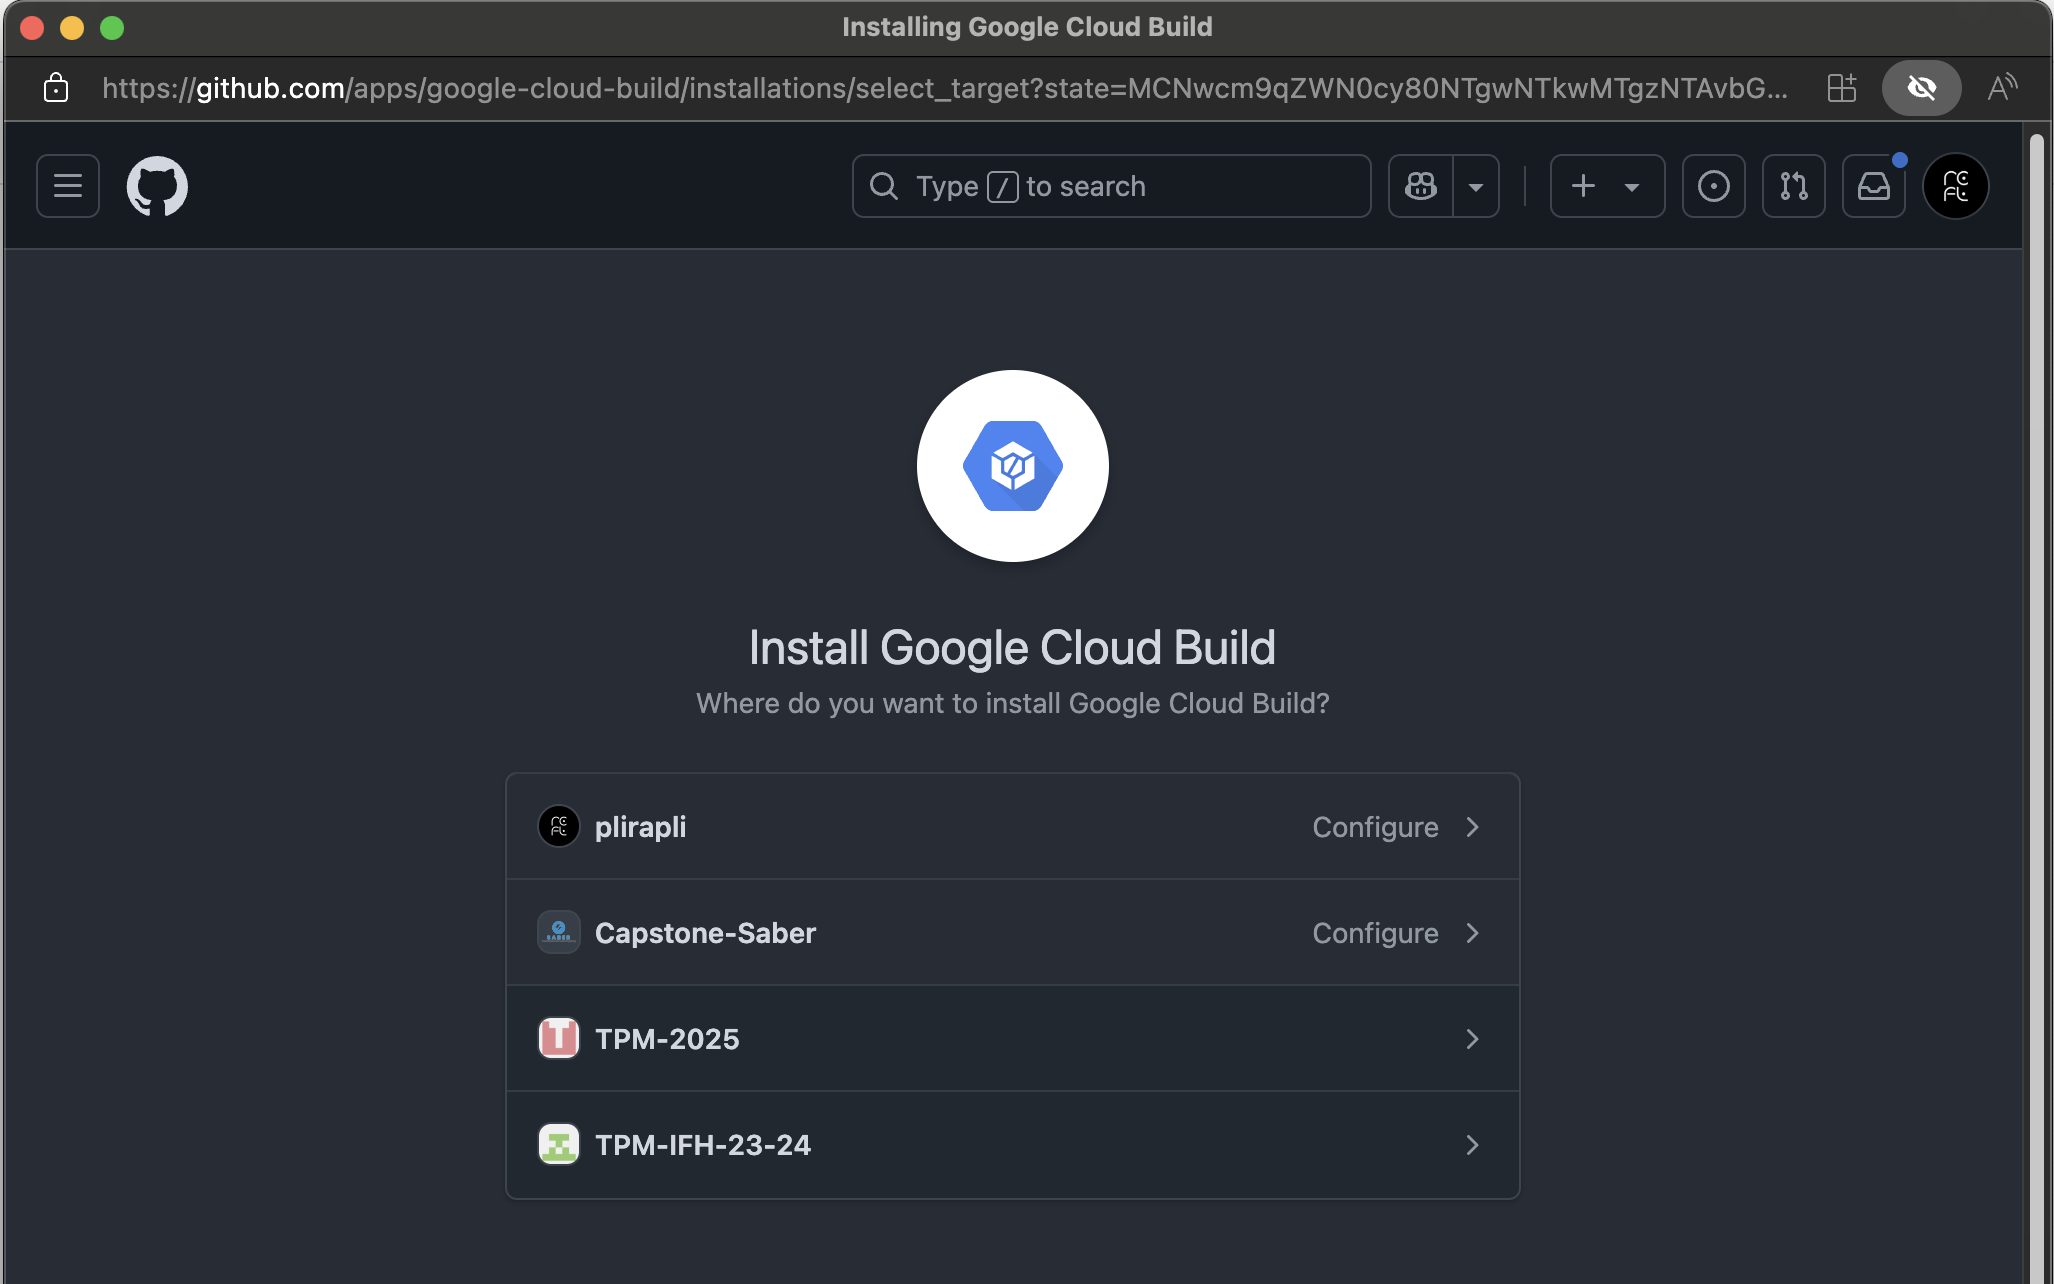 Installing Google Cloud Build
https://github.com/apps/google-cloud-build/installations/select_target?state=MCNwcm9qZWN0cy80NTgwNTkwMTgzNTAvbG...
Type / to search
Install Google Cloud Build
Where do you want to install Google Cloud Build?
plirapli Configure
Capstone-Saber Configure
TPM-2025
TPM-IFH-23-24